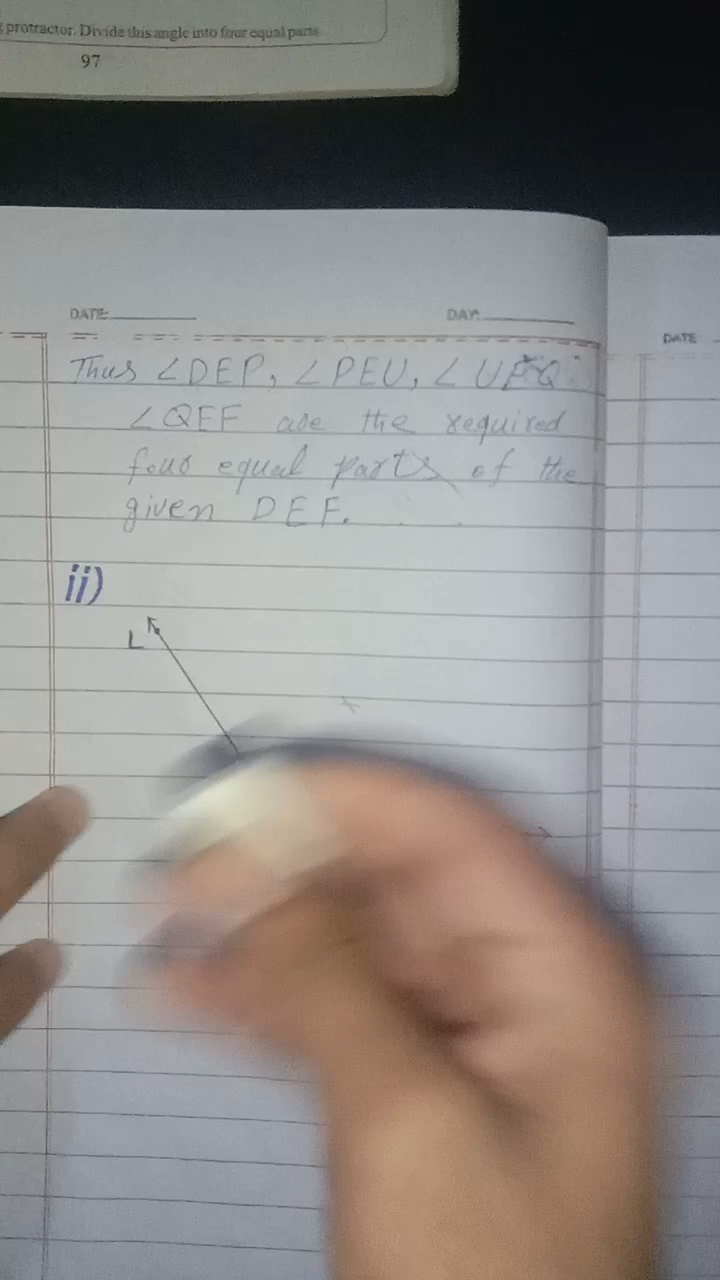 protractor. Divide this angle into four equal parts
97
DATE:
DAY:
DATE
Thus ∠DEP, ∠PEU, ∠UEQ
∠QEF are the required
four equal parts of the
given DEF.
ii)
L